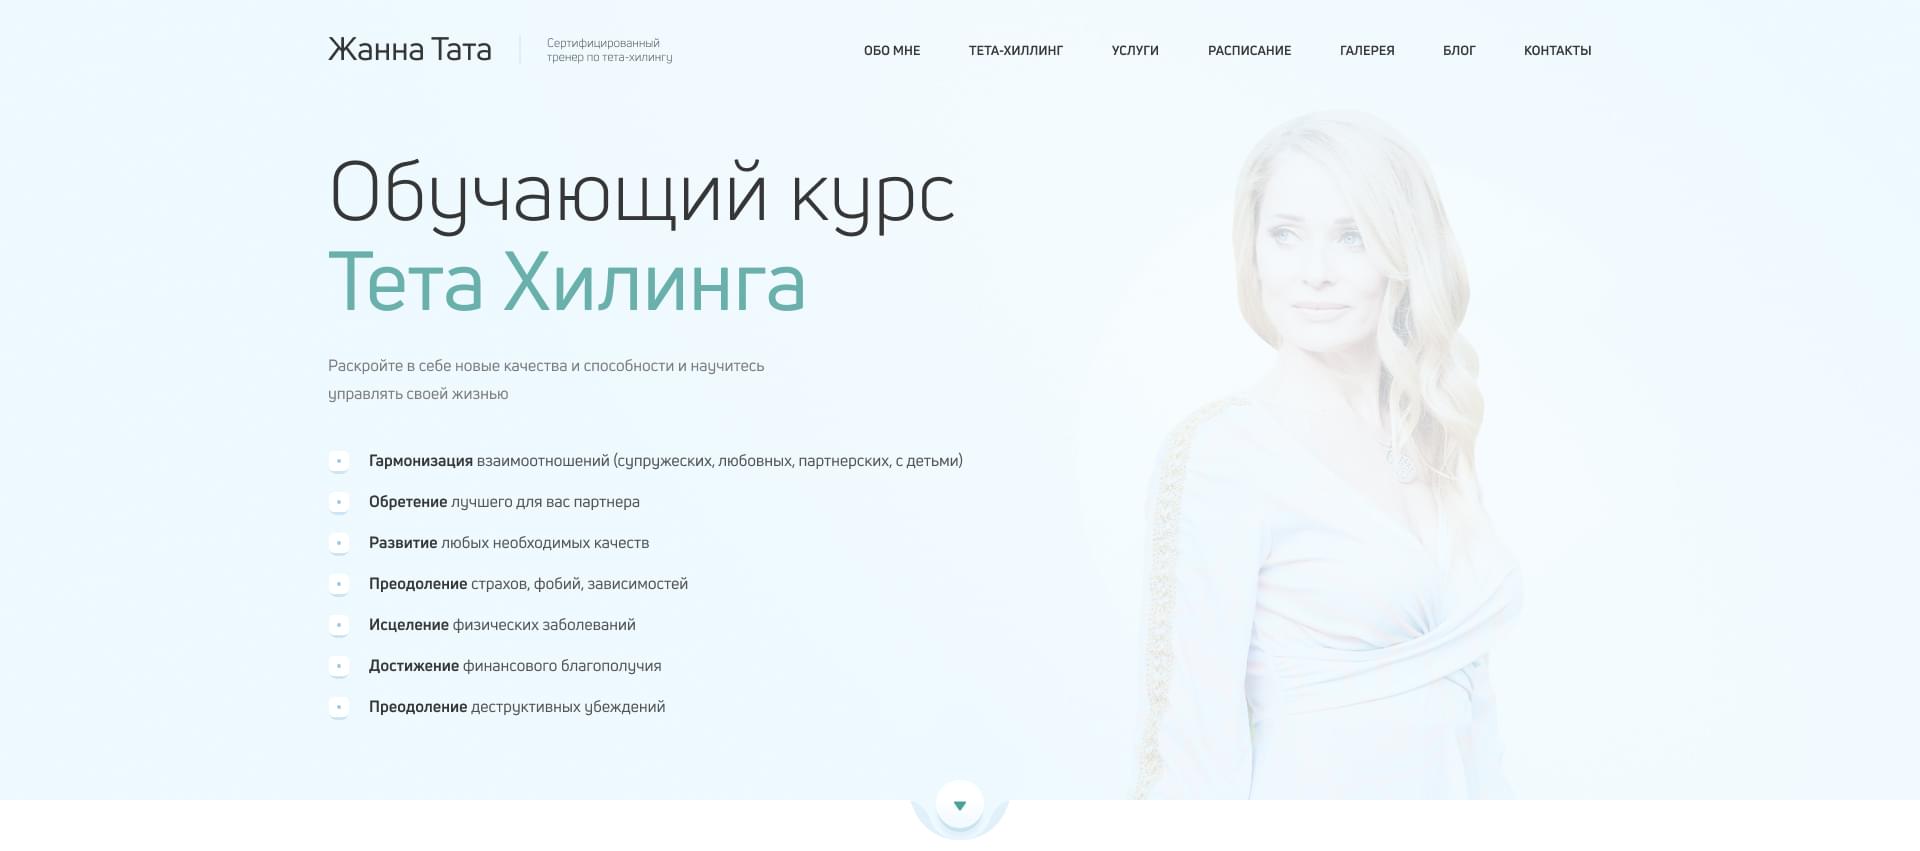 Жанна Тата
Сертифицированный
тренер по тета-хилингу
ОБО МНЕ
ТЕТА-ХИЛЛИНГ
УСЛУГИ
РАСПИСАНИЕ
ГАЛЕРЕЯ
БЛОГ
КОНТАКТЫ
Обучающий курс
Тета Хилинга
Раскройте в себе новые качества и способности и научитесь
управлять своей жизнью
Гармонизация взаимоотношений (супружеских, любовных, партнерских, с детьми)
Обретение лучшего для вас партнера
Развитие любых необходимых качеств
Преодоление страхов, фобий, зависимостей
Исцеление физических заболеваний
Достижение финансового благополучия
Преодоление деструктивных убеждений